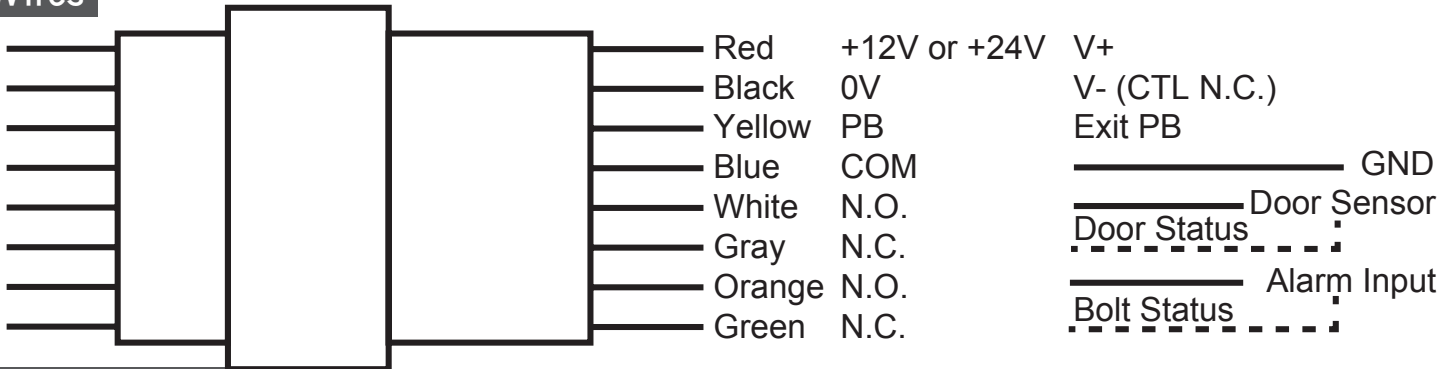 Red +12V or +24V V+
Black 0V V- (CTL N.C.)
Yellow PB Exit PB
Blue COM GND
White N.O. Door Sensor
Door Status
Gray N.C.
Orange N.O. Alarm Input
Bolt Status
Green N.C.